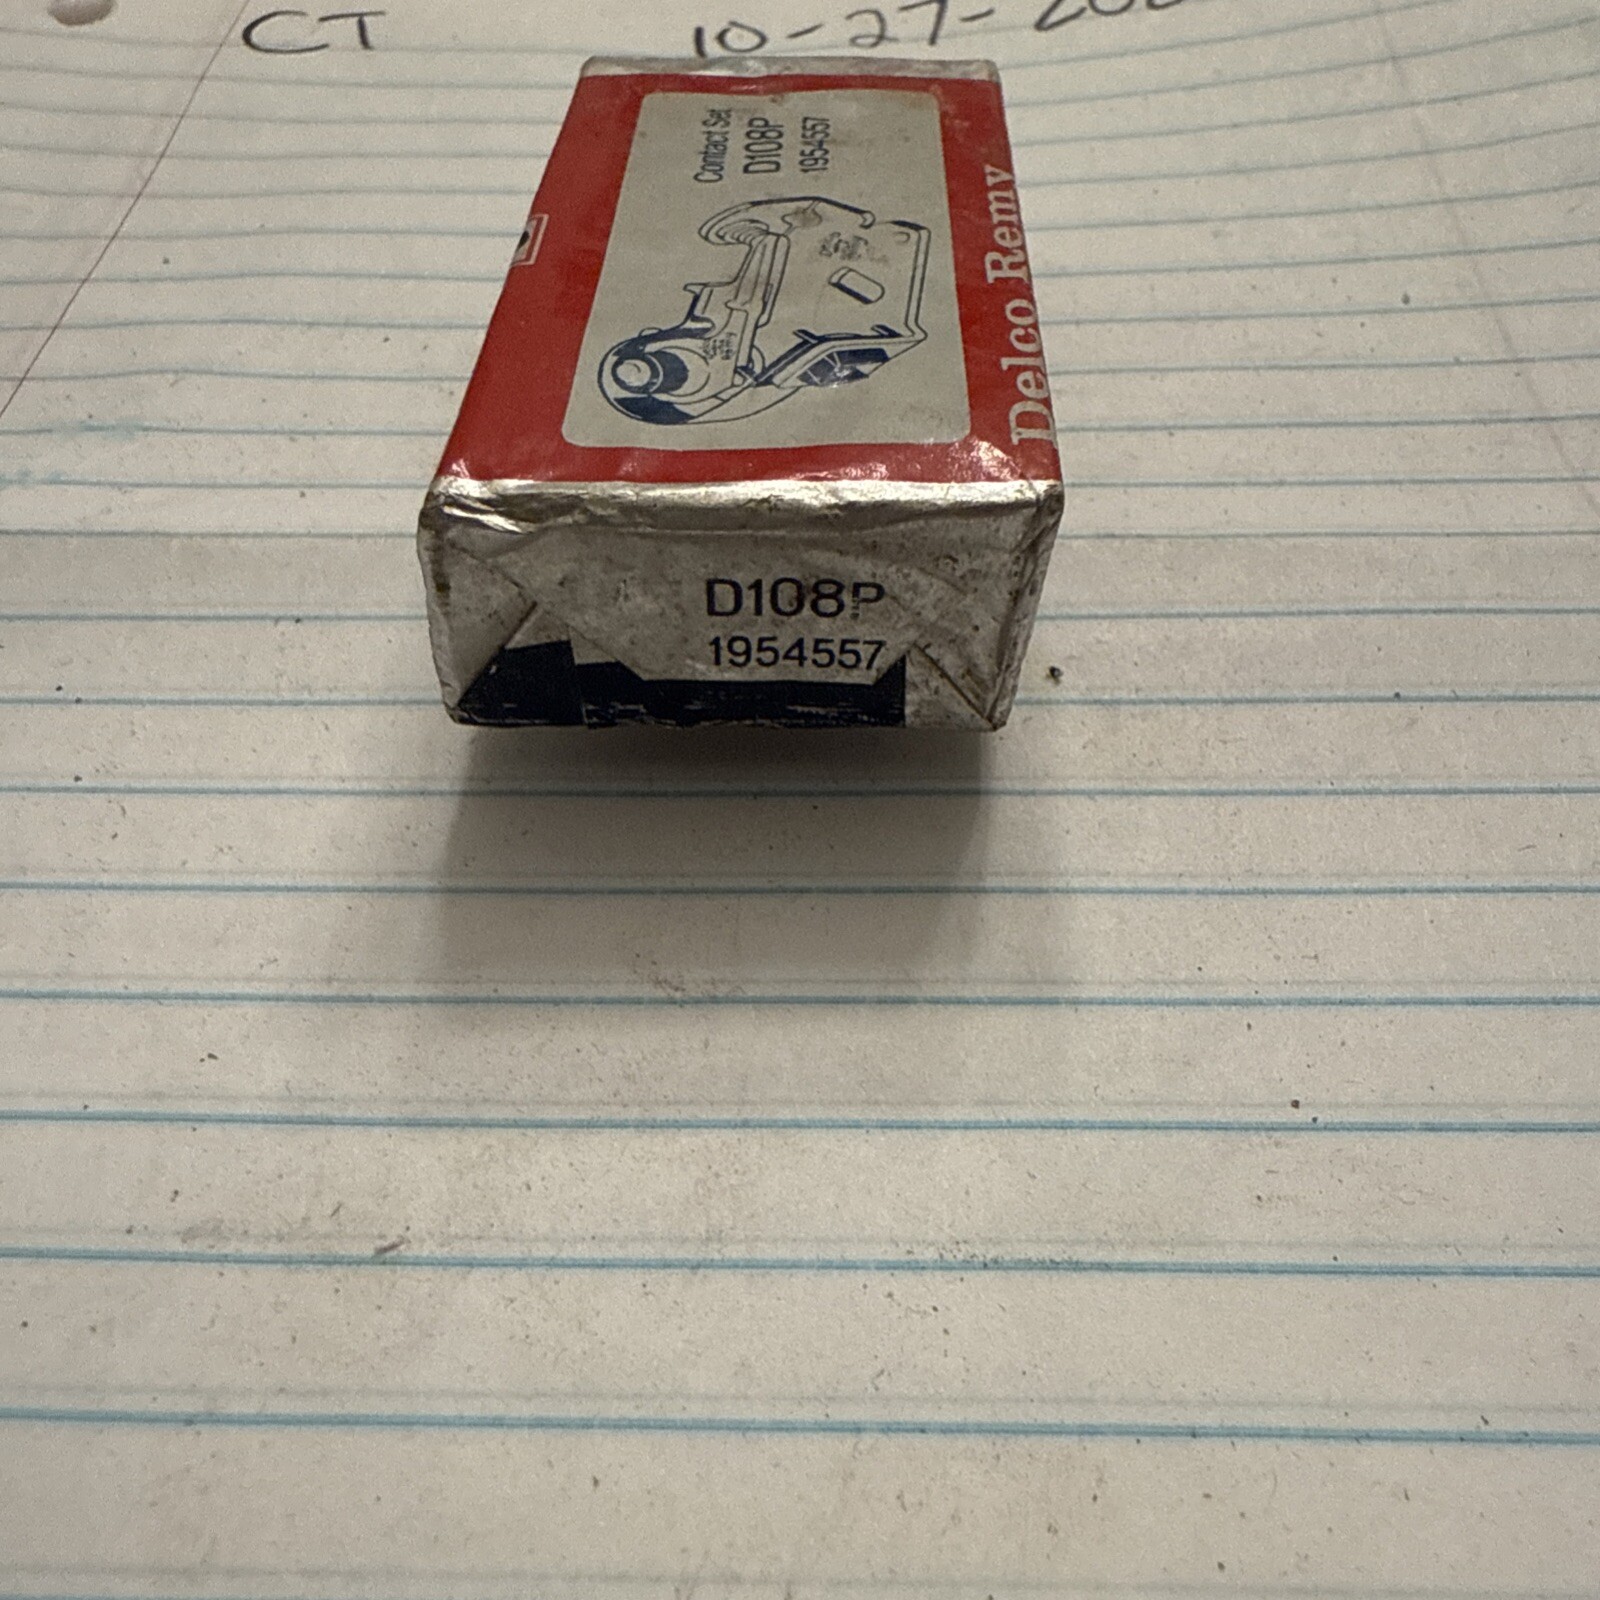 CT 10-27-
Contact Set
D108P
1954557
Delco Remy
D108P
1954557